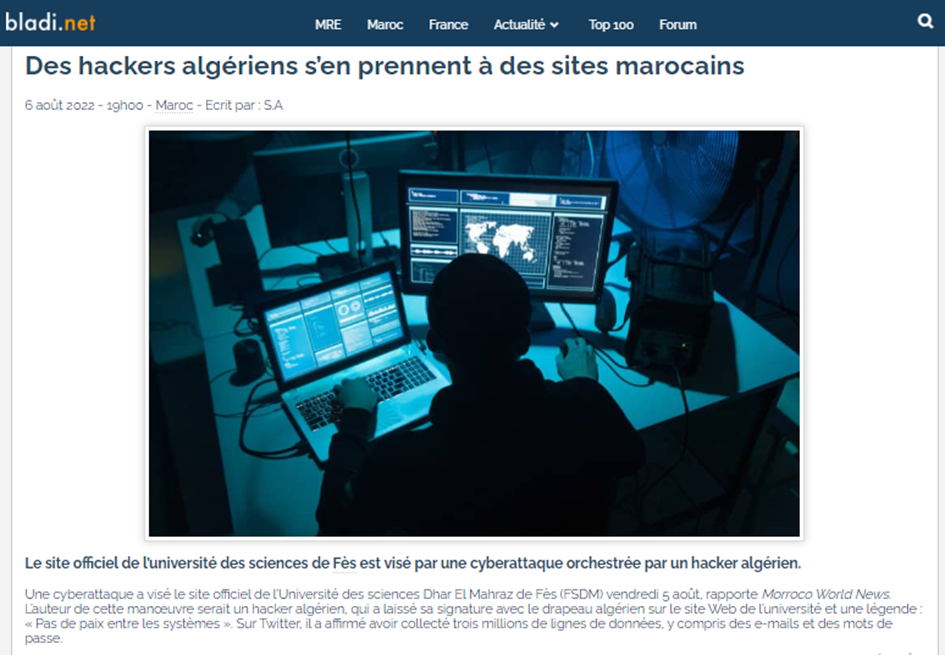 bladi.net
MRE Maroc France Actualité Top 100 Forum
Des hackers algériens s'en prennent à des sites marocains
6 août 2022 - 19h00 - Maroc - Ecrit par : S.A
Le site officiel de l'université des sciences de Fès est visé par une cyberattaque orchestrée par un hacker algérien.
Une cyberattaque a visé le site officiel de l'Université des sciences Dhar El Mahraz de Fès (FSDM) vendredi 5 août, rapporte Morroco World News.
L'auteur de cette manœuvre serait un hacker algérien, qui a laissé sa signature avec le drapeau algérien sur le site Web de l'université et une légende :
« Pas de paix entre les systèmes ». Sur Twitter, il a affirmé avoir collecté trois millions de lignes de données, y compris des e-mails et des mots de
passe.